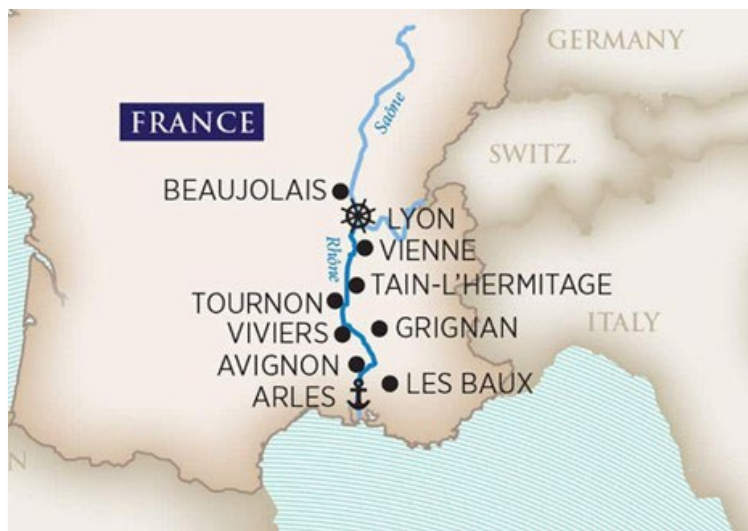 GERMANY
FRANCE
Saône
SWITZ.
BEAUJOLAIS
LYON
Rhône
VIENNE
TAIN-L'HERMITAGE
TOURNON
VIVIERS
GRIGNAN
ITALY
AVIGNON
ARLES
LES BAUX
N